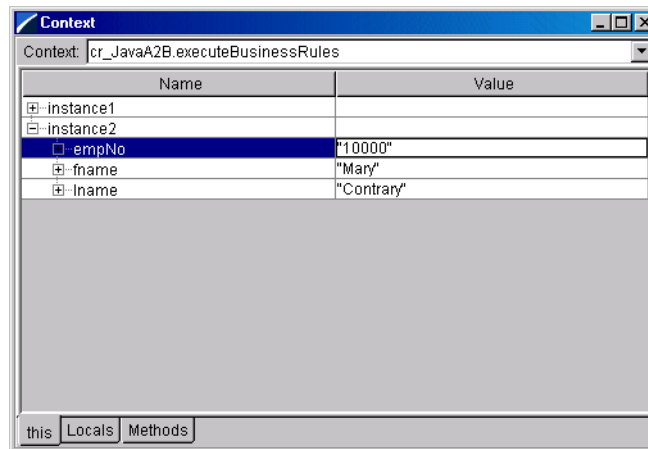 Context
Context: cr_JavaA2B.executeBusinessRules
Name Value
instance1
instance2
empNo "10000"
fname "Mary"
lname "Contrary"
this Locals Methods